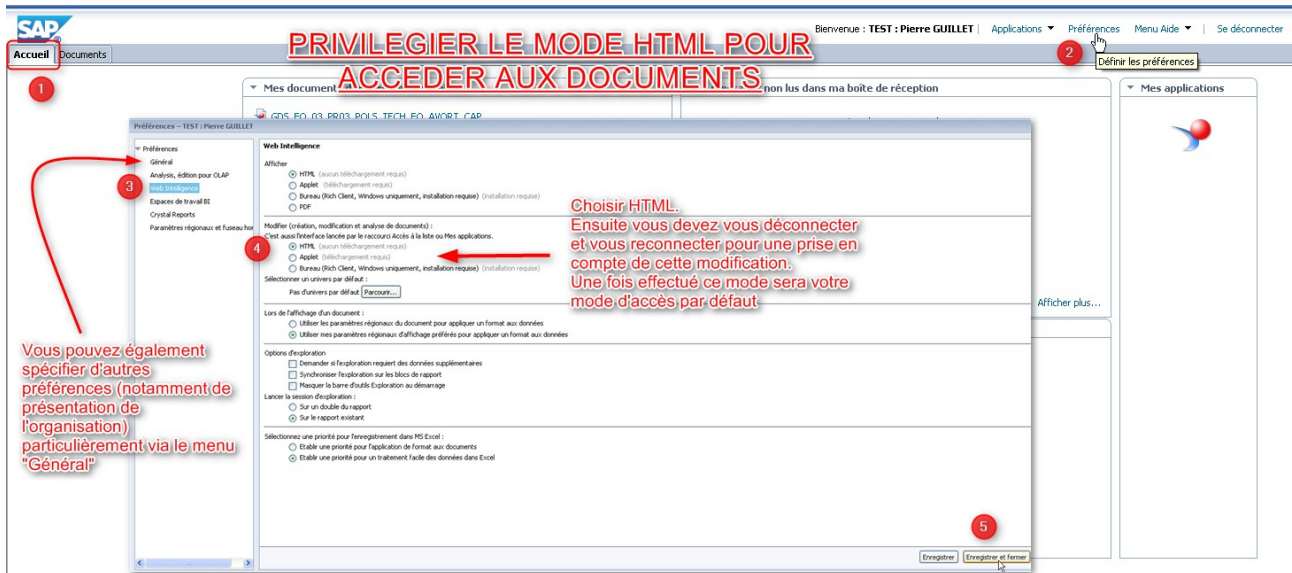 SAP
Bienvenue : TEST : Pierre GUILLET | Applications Préférences Menu Aide | Se déconnecter
Accueil Documents
PRIVILEGIER LE MODE HTML POUR
ACCEDER AUX DOCUMENTS
2
Définir les préférences
1
Mes document
non lus dans ma boîte de réception
Mes applications
GDS_EO_03_PR03_POLS_TECH_EO_AVORT_CAP
Préférences – TEST : Pierre GUILLET
Préférences
Général
Analysis, édition pour OLAP
3
Web Intelligence
Espaces de travail BI
Crystal Reports
Paramètres régionaux et fuseau hor
Web Intelligence
Afficher
HTML (aucun téléchargement requis)
Applet (téléchargement requis)
Bureau (Rich Client, Windows uniquement, installation requise) (installation requise)
PDF
Modifier (création, modification et analyse de documents) :
C'est aussi l'interface lancée par le raccourci Accès à la liste ou Mes applications.
4
HTML (aucun téléchargement requis)
Applet (téléchargement requis)
Bureau (Rich Client, Windows uniquement, installation requise) (installation requise)
Sélectionner un univers par défaut :
Pas d'univers par défaut Parcourir...
Lors de l'affichage d'un document :
Utiliser les paramètres régionaux du document pour appliquer un format aux données
Utiliser mes paramètres régionaux d'affichage préférés pour appliquer un format aux données
Options d'exploration
Demander si l'exploration requiert des données supplémentaires
Synchroniser l'exploration sur les blocs de rapport
Masquer la barre d'outils Exploration au démarrage
Lancer la session d'exploration :
Sur un double du rapport
Sur le rapport existant
Sélectionnez une priorité pour l'enregistrement dans MS Excel :
Etablir une priorité pour l'application de format aux documents
Etablir une priorité pour un traitement facile des données dans Excel
Choisir HTML.
Ensuite vous devez vous déconnecter
et vous reconnecter pour une prise en
compte de cette modification.
Une fois effectué ce mode sera votre
mode d'accès par défaut
Afficher plus...
Vous pouvez également
spécifier d'autres
préférences (notamment de
présentation de
l'organisation)
particulièrement via le menu
"Général"
5
Enregistrer Enregistrer et fermer